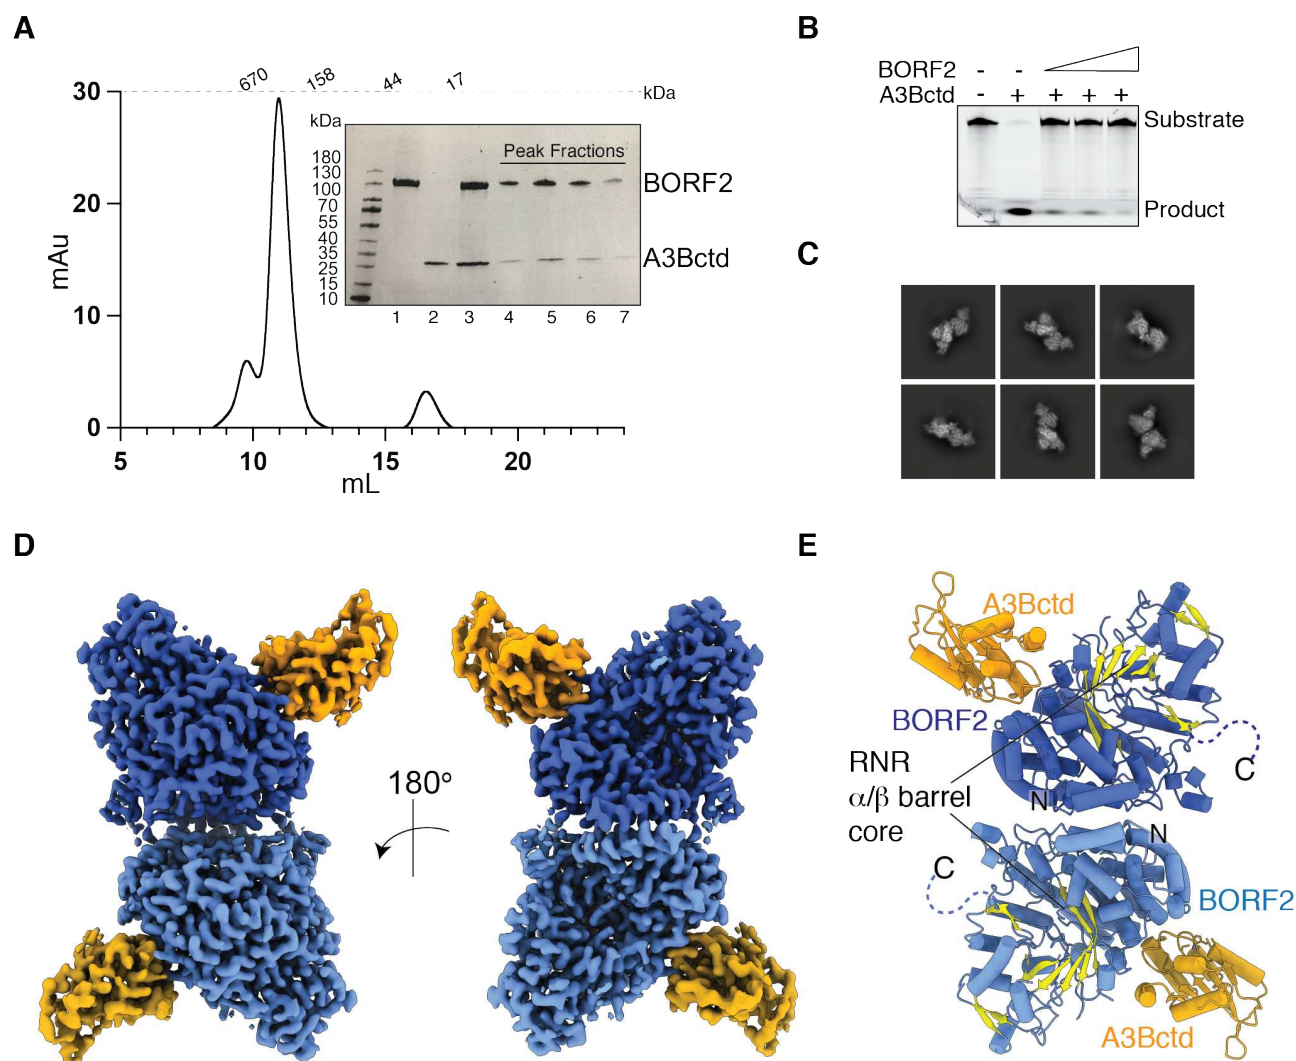 A
670 158 44 17
30 kDa
20
10
0
mAu
5 10 15 20
mL
kDa
180
130
100
70
55
40
35
25
15
10
Peak Fractions
BORF2
A3Bctd
1 2 3 4 5 6 7
B
BORF2 - -
A3Bctd - + + + +
Substrate
Product
C
D
180º
E
A3Bctd
BORF2
RNR
α/β barrel
core
C
N
N
C
BORF2
A3Bctd